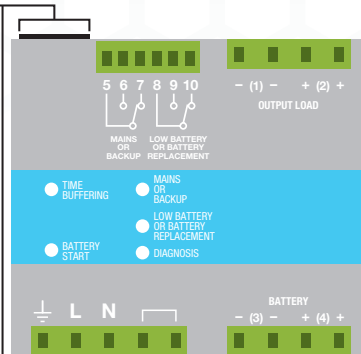 5 6 7 8 9 10
− (1) − + (2) +
OUTPUT LOAD
MAINS
OR
BACKUP
LOW BATTERY
OR BATTERY
REPLACEMENT
TIME
BUFFERING
MAINS
OR
BACKUP
LOW BATTERY
OR BATTERY
REPLACEMENT
BATTERY
START
DIAGNOSIS
L N
BATTERY
− (3) − + (4) +